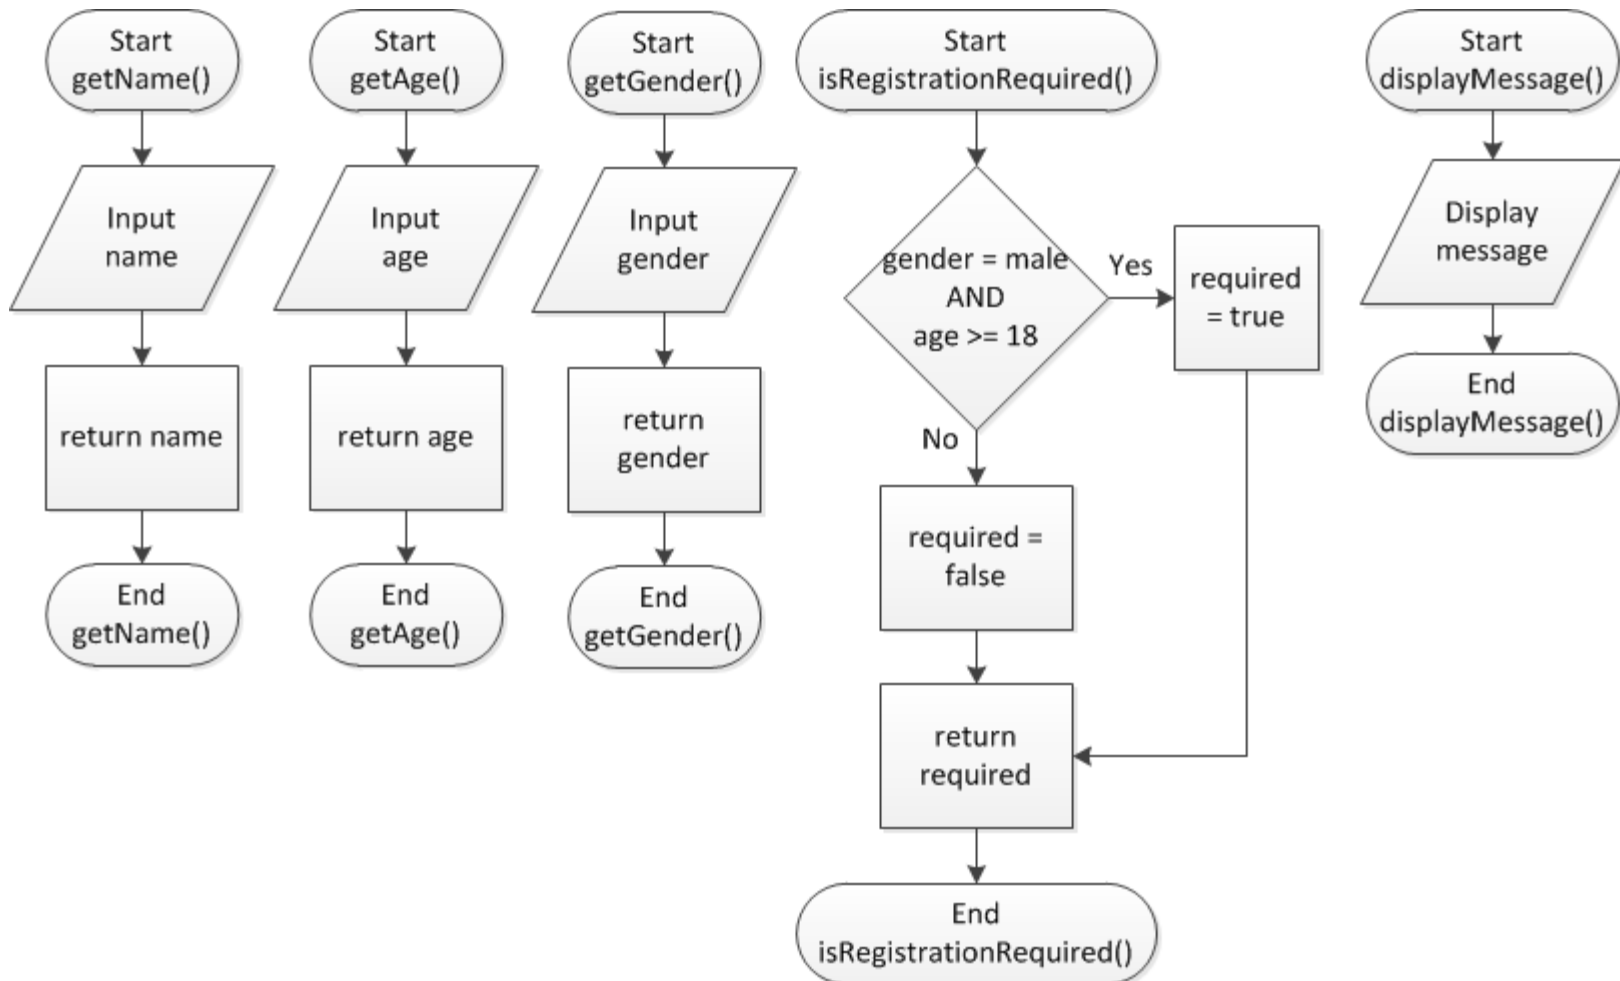 Start
getName()
Input
name
return name
End
getName()
Start
getAge()
Input
age
return age
End
getAge()
Start
getGender()
Input
gender
return
gender
End
getGender()
Start
isRegistrationRequired()
gender = male
AND
age >= 18
Yes
required
= true
No
required =
false
return
required
End
isRegistrationRequired()
Start
displayMessage()
Display
message
End
displayMessage()